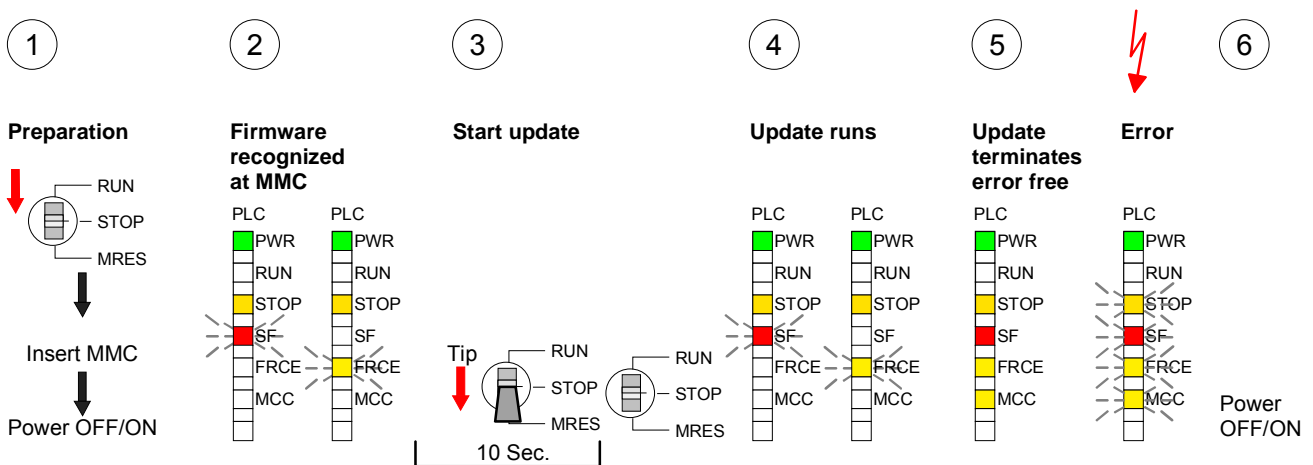 1
2
3
4
5
6
Preparation
Firmware
recognized
at MMC
Start update
Update runs
Update
terminates
error free
Error
RUN
STOP
MRES
Insert MMC
Power OFF/ON
PLC
PWR
RUN
STOP
SF
FRCE
MCC
PLC
PWR
RUN
STOP
SF
FRCE
MCC
Tip
RUN
STOP
MRES
10 Sec.
RUN
STOP
MRES
PLC
PWR
RUN
STOP
SF
FRCE
MCC
PLC
PWR
RUN
STOP
SF
FRCE
MCC
PLC
PWR
RUN
STOP
SF
FRCE
MCC
PLC
PWR
RUN
STOP
SF
FRCE
MCC
Power
OFF/ON